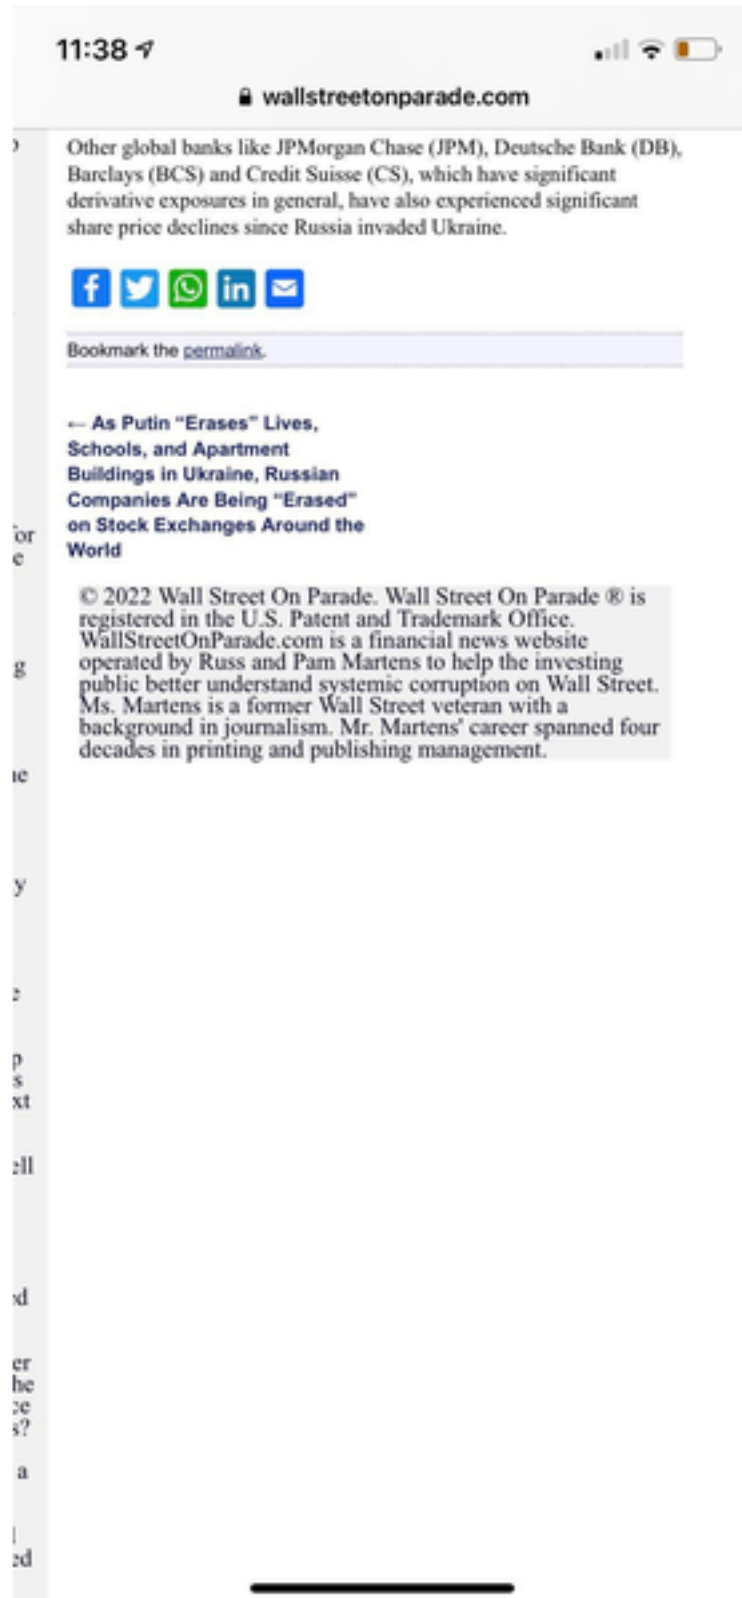 11:38
wallstreetonparade.com
Other global banks like JPMorgan Chase (JPM), Deutsche Bank (DB),
Barclays (BCS) and Credit Suisse (CS), which have significant
derivative exposures in general, have also experienced significant
share price declines since Russia invaded Ukraine.
Bookmark the permalink.
← As Putin “Erases” Lives,
Schools, and Apartment
Buildings in Ukraine, Russian
Companies Are Being “Erased”
on Stock Exchanges Around the
World
© 2022 Wall Street On Parade. Wall Street On Parade ® is
registered in the U.S. Patent and Trademark Office.
WallStreetOnParade.com is a financial news website
operated by Russ and Pam Martens to help the investing
public better understand systemic corruption on Wall Street.
Ms. Martens is a former Wall Street veteran with a
background in journalism. Mr. Martens' career spanned four
decades in printing and publishing management.